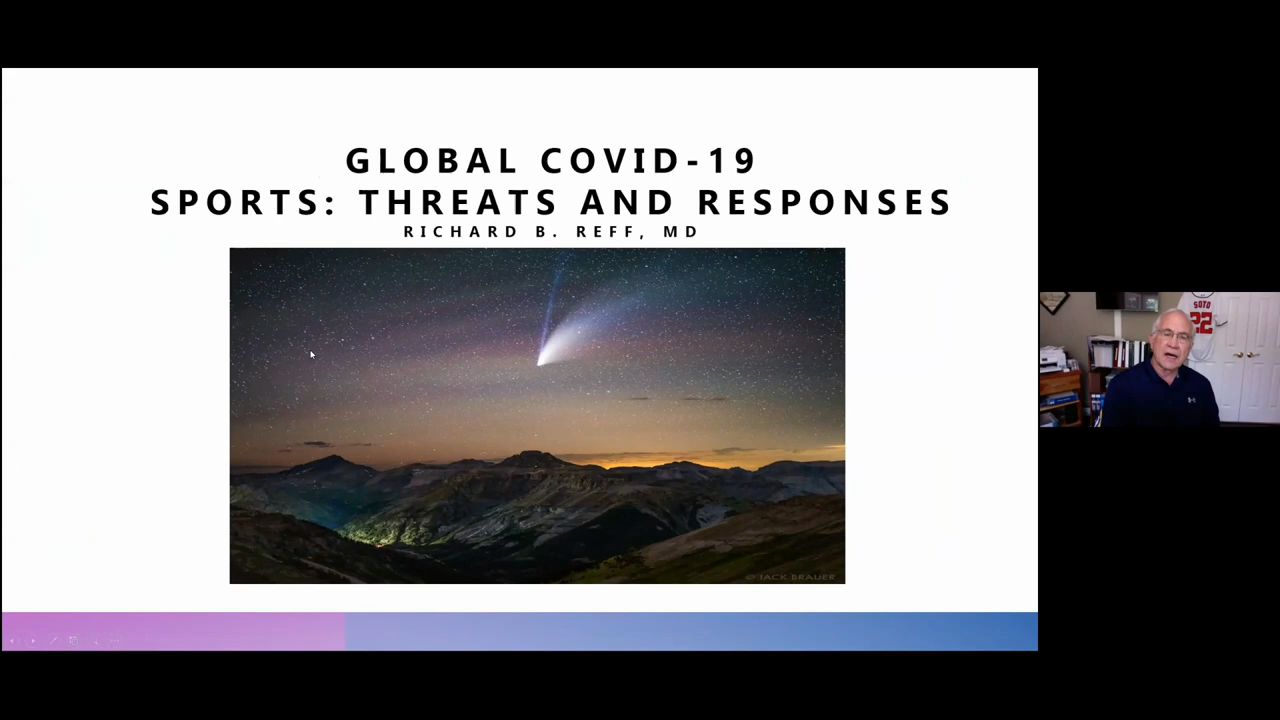 GLOBAL COVID-19
SPORTS: THREATS AND RESPONSES
RICHARD B. REFF, MD
© JACK BRAUER
SOTO
22